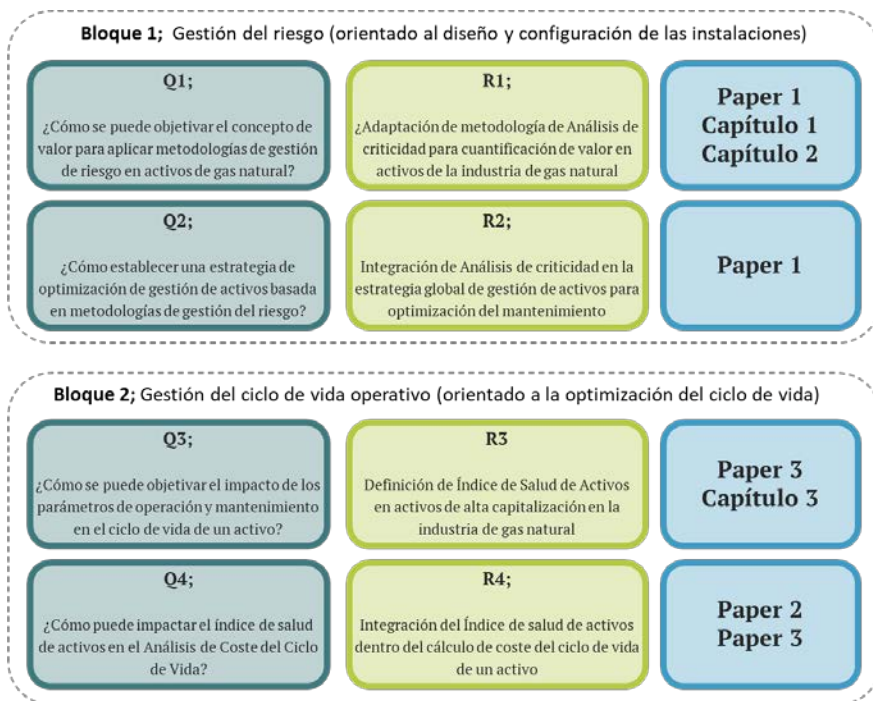 Bloque 1; Gestión del riesgo (orientado al diseño y configuración de las instalaciones)
Q1;
¿Cómo se puede objetivar el concepto de
valor para aplicar metodologías de gestión
de riesgo en activos de gas natural?
R1;
¿Adaptación de metodología de Análisis de
criticidad para cuantificación de valor en
activos de la industria de gas natural
Paper 1
Capítulo 1
Capítulo 2
Q2;
¿Cómo establecer una estrategia de
optimización de gestión de activos basada
en metodologías de gestión del riesgo?
R2;
Integración de Análisis de criticidad en la
estrategia global de gestión de activos para
optimización del mantenimiento
Paper 1
Bloque 2; Gestión del ciclo de vida operativo (orientado a la optimización del ciclo de vida)
Q3;
¿Cómo se puede objetivar el impacto de los
parámetros de operación y mantenimiento
en el ciclo de vida de un activo?
R3
Definición de Índice de Salud de Activos
en activos de alta capitalización en la
industria de gas natural
Paper 3
Capítulo 3
Q4;
¿Cómo puede impactar el índice de salud
de activos en el Análisis de Coste del Ciclo
de Vida?
R4;
Integración del Índice de salud de activos
dentro del cálculo de coste del ciclo de vida
de un activo
Paper 2
Paper 3